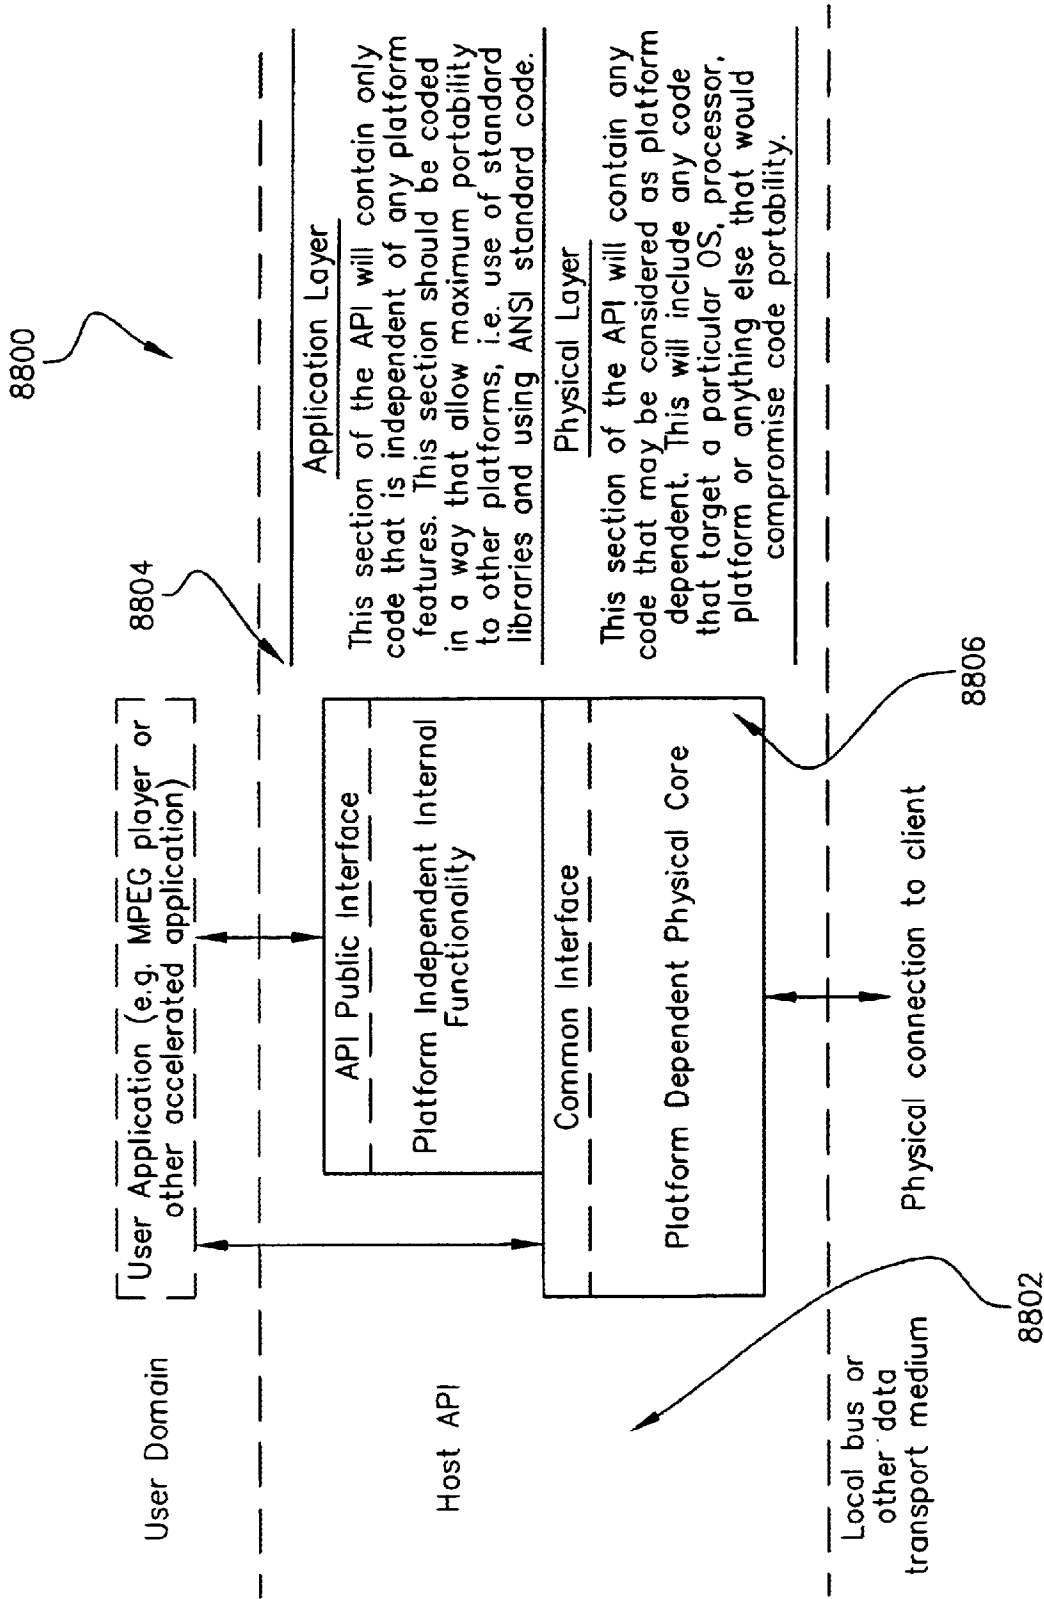 8800
User Domain
User Application (e.g. MPEG player or
other accelerated application)
8804
Host API
API Public Interface
Platform Independent Internal
Functionality
Common Interface
Platform Dependent Physical Core
Application Layer
This section of the API will contain only
code that is independent of any platform
features. This section should be coded
in a way that allow maximum portability
to other platforms, i.e. use of standard
libraries and using ANSI standard code.
Physical Layer
This section of the API will contain any
code that may be considered as platform
dependent. This will include any code
that target a particular OS, processor,
platform or anything else that would
compromise code portability.
Local bus or
other data
transport medium
Physical connection to client
8806
8802